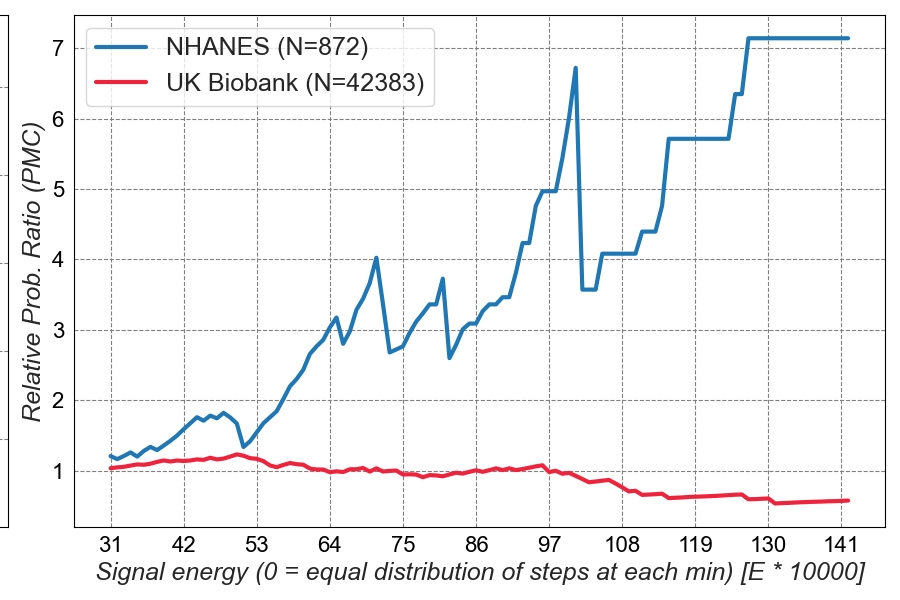 NHANES (N=872)
UK Biobank (N=42383)
Relative Prob. Ratio (PMC)
7
6
5
4
3
2
1
31 42 53 64 75 86 97 108 119 130 141
Signal energy (0 = equal distribution of steps at each min) [E * 10000]